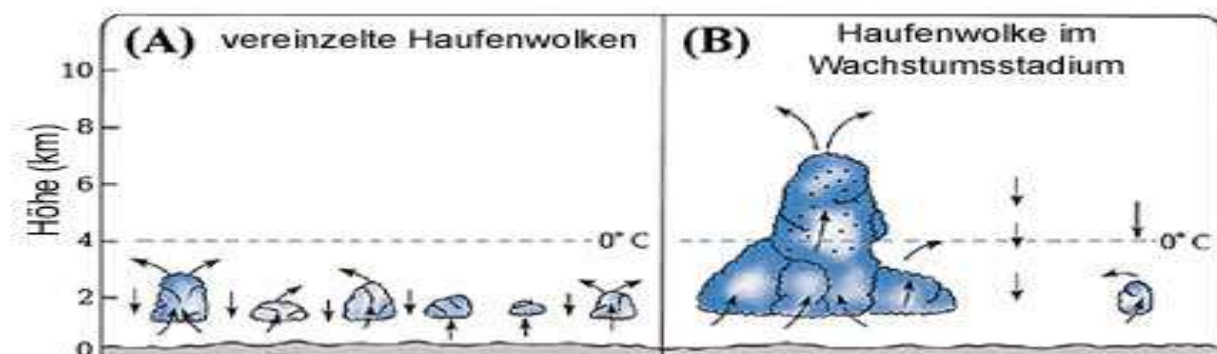 (A) vereinzelte Haufenwolken
Höhe (km)
10
8
6
4
2
0
0° C
(B) Haufenwolke im
Wachstumsstadium
0° C